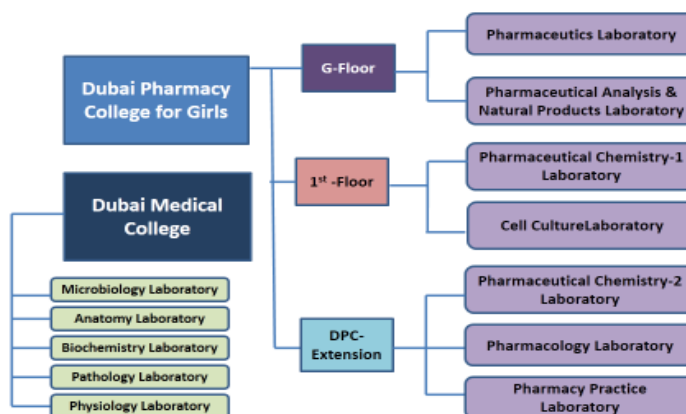 Dubai Pharmacy
College for Girls
Dubai Medical
College
Microbiology Laboratory
Anatomy Laboratory
Biochemistry Laboratory
Pathology Laboratory
Physiology Laboratory
G-Floor
1st -Floor
DPC-
Extension
Pharmaceutics Laboratory
Pharmaceutical Analysis &
Natural Products Laboratory
Pharmaceutical Chemistry-1
Laboratory
Cell CultureLaboratory
Pharmaceutical Chemistry-2
Laboratory
Pharmacology Laboratory
Pharmacy Practice
Laboratory